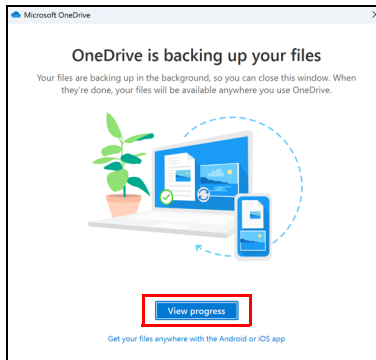 Microsoft OneDrive
OneDrive is backing up your files
Your files are backing up in the background, so you can close this window. When
they're done, your files will be available anywhere you use OneDrive.
View progress
Get your files anywhere with the Android or iOS app